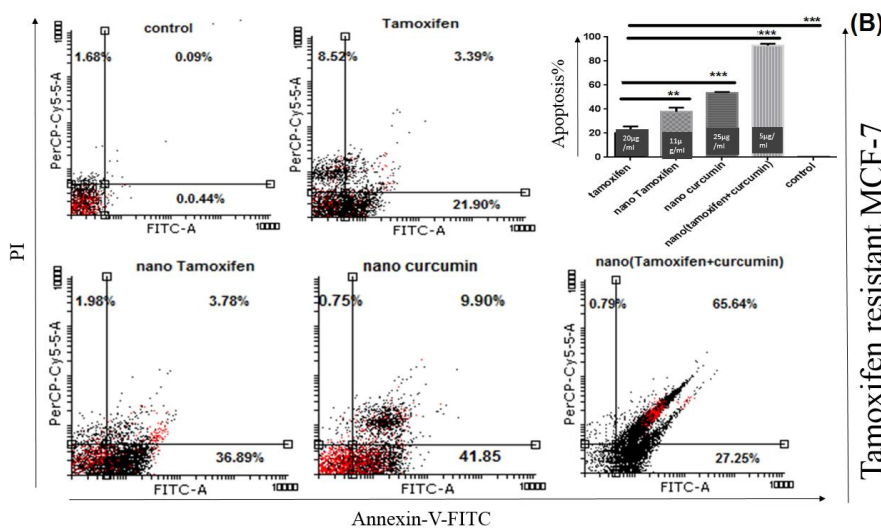 (B)
control
1.68%
0.09%
0.0.44%
PerCP-Cy5-5-A
FITC-A
Tamoxifen
8.52%
3.39%
21.90%
PerCP-Cy5-5-A
FITC-A
Apoptosis%
100
80
60
40
20
0
**
***
***
***
20µg
/ml
11µ
g/ml
25µg
/ml
5µg/
ml
tamoxifen
nano Tamoxifen
nano curcumin
nano(tamoxifen+curcumin)
control
nano Tamoxifen
1.98%
3.78%
36.89%
PerCP-Cy5-5-A
FITC-A
nano curcumin
0.75%
9.90%
41.85
PerCP-Cy5-5-A
FITC-A
nano(Tamoxifen+curcumin)
0.79%
65.64%
27.25%
PerCP-Cy5-5-A
FITC-A
PI
Annexin-V-FITC
Tamoxifen resistant MCF-7